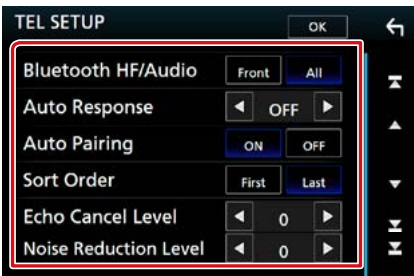 TEL SETUP OK
Bluetooth HF/Audio Front All
Auto Response OFF
Auto Pairing ON OFF
Sort Order First Last
Echo Cancel Level 0
Noise Reduction Level 0